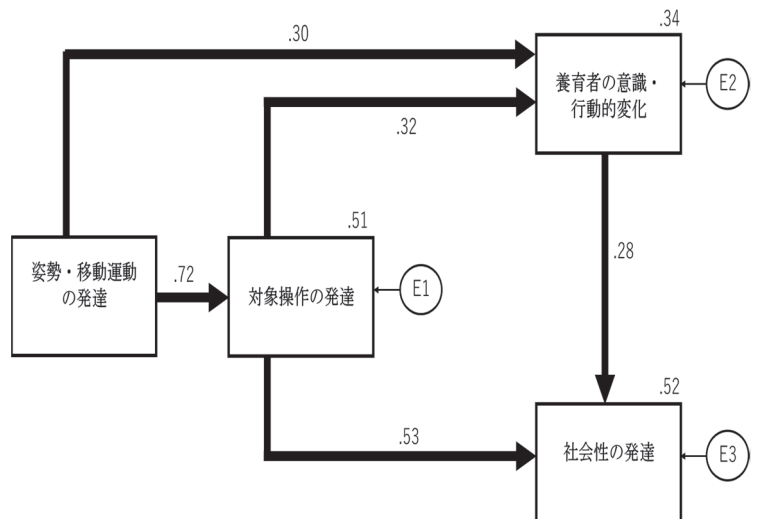 .34
.30
養育者の意識・
行動的変化
E2
.32
.51
姿勢・移動運動
の発達
.72
対象操作の発達
E1
.28
.52
.53
社会性の発達
E3